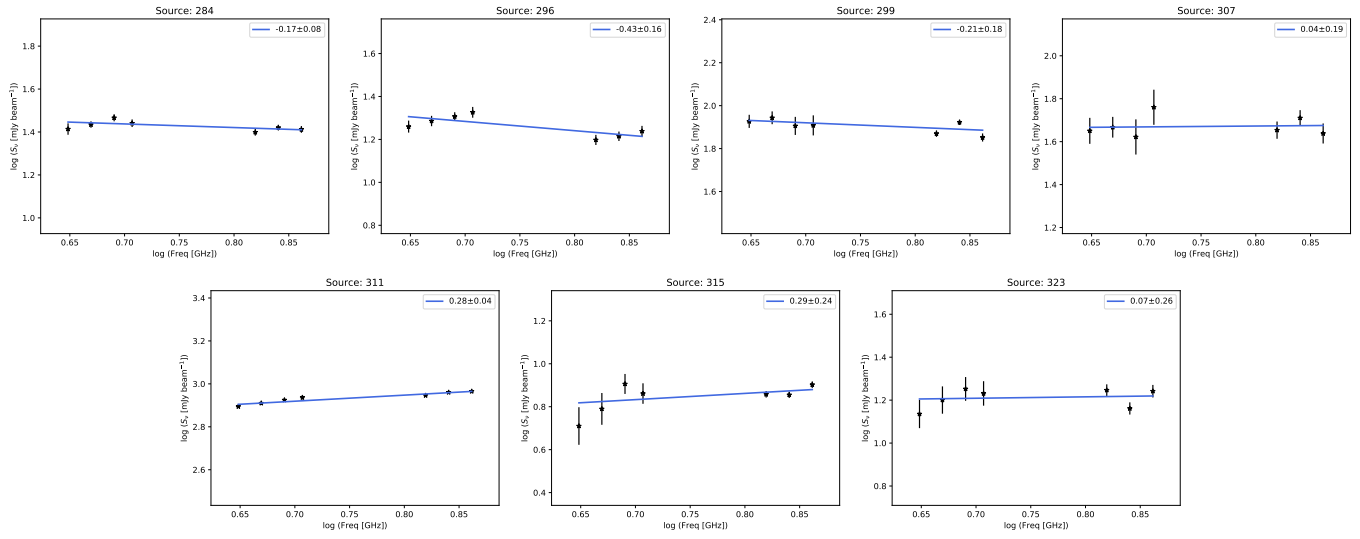 Source: 284
-0.17±0.08
1.8
1.6
1.4
1.2
1.0
log (Sν [mJy beam⁻¹])
0.65 0.70 0.75 0.80 0.85
log (Freq [GHz])
Source: 296
-0.43±0.16
1.6
1.4
1.2
1.0
0.8
log (Sν [mJy beam⁻¹])
0.65 0.70 0.75 0.80 0.85
log (Freq [GHz])
Source: 299
-0.21±0.18
2.4
2.2
2.0
1.8
1.6
log (Sν [mJy beam⁻¹])
0.65 0.70 0.75 0.80 0.85
log (Freq [GHz])
Source: 307
0.04±0.19
2.0
1.8
1.6
1.4
1.2
log (Sν [mJy beam⁻¹])
0.65 0.70 0.75 0.80 0.85
log (Freq [GHz])
Source: 311
0.28±0.04
3.4
3.2
3.0
2.8
2.6
log (Sν [mJy beam⁻¹])
0.65 0.70 0.75 0.80 0.85
log (Freq [GHz])
Source: 315
0.29±0.24
1.2
1.0
0.8
0.6
0.4
log (Sν [mJy beam⁻¹])
0.65 0.70 0.75 0.80 0.85
log (Freq [GHz])
Source: 323
0.07±0.26
1.6
1.4
1.2
1.0
0.8
log (Sν [mJy beam⁻¹])
0.65 0.70 0.75 0.80 0.85
log (Freq [GHz])